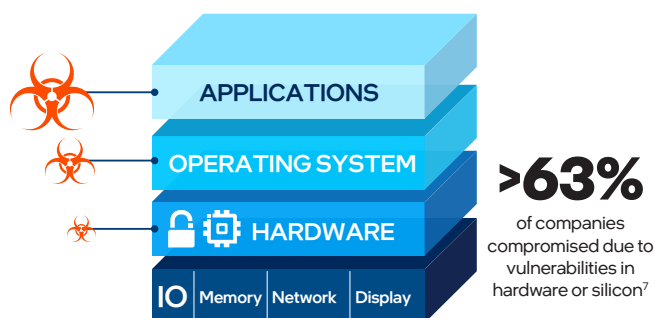 APPLICATIONS
OPERATING SYSTEM
HARDWARE
IO Memory Network Display
>63%
of companies
compromised due to
vulnerabilities in
hardware or silicon7